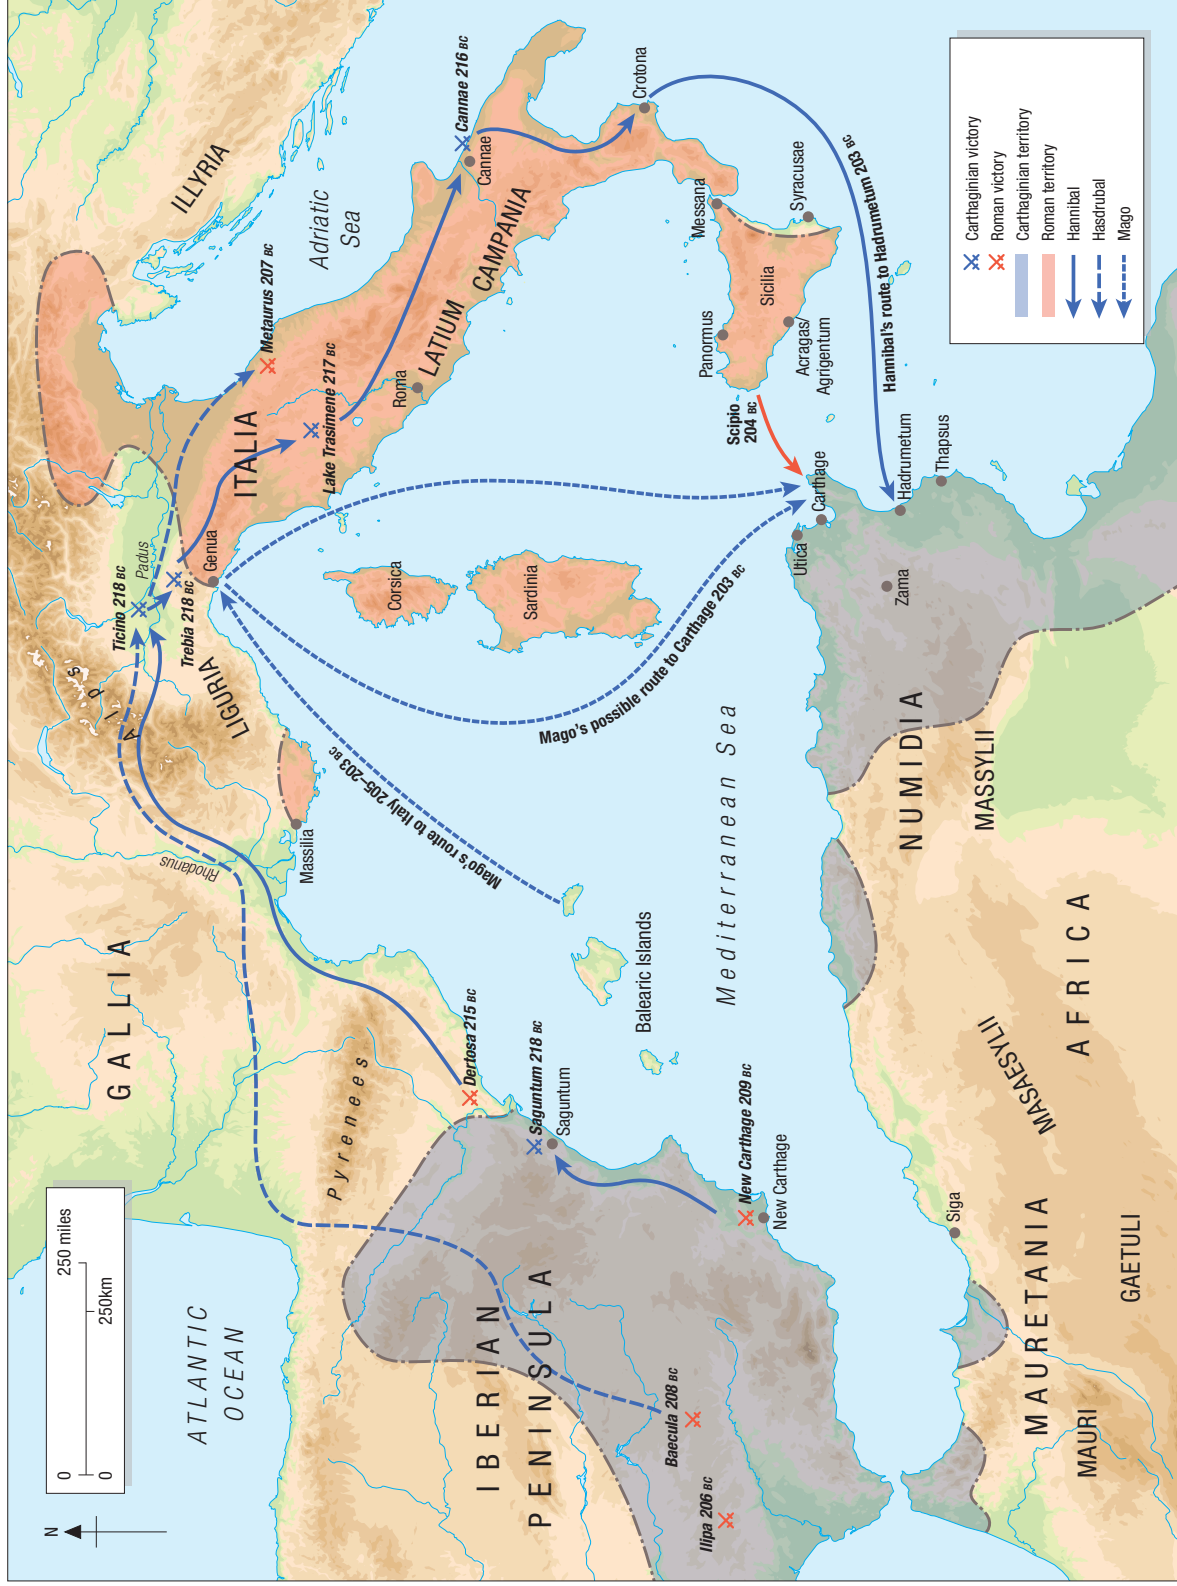 N
0
250 miles
0
250km
ATLANTIC
OCEAN
GALLIA
Pyrenees
IBERIAN
PENINSULA
Ilipa 206 BC
Baecula 208 BC
New Carthage 209 BC
New Carthage
Saguntum 218 BC
Saguntum
Dertosa 215 BC
Balearic Islands
Mediterranean Sea
Rhodanus
Massilia
LIGURIA
Alps
Ticino 218 BC
Padus
Trebia 218 BC
Genua
ITALIA
ILLYRIA
Adriatic
Sea
Metaurus 207 BC
Lake Trasimene 217 BC
Roma
LATIUM
CAMPANIA
Cannae 216 BC
Cannae
Crotona
Corsica
Sardinia
Mago's route to Italy 205–203 BC
Mago's possible route to Carthage 203 BC
Messana
Syracusae
Sicilia
Panormus
Acragas/
Agrigentum
Scipio
204 BC
Hannibal's route to Hadrumetum 203 BC
Carthage
Utica
Hadrumetum
Thapsus
Zama
NUMIDIA
MASSYLII
AFRICA
MASAESYLII
Siga
MAURETANIA
GAETULI
MAURI
Carthaginian victory
Roman victory
Carthaginian territory
Roman territory
Hannibal
Hasdrubal
Mago